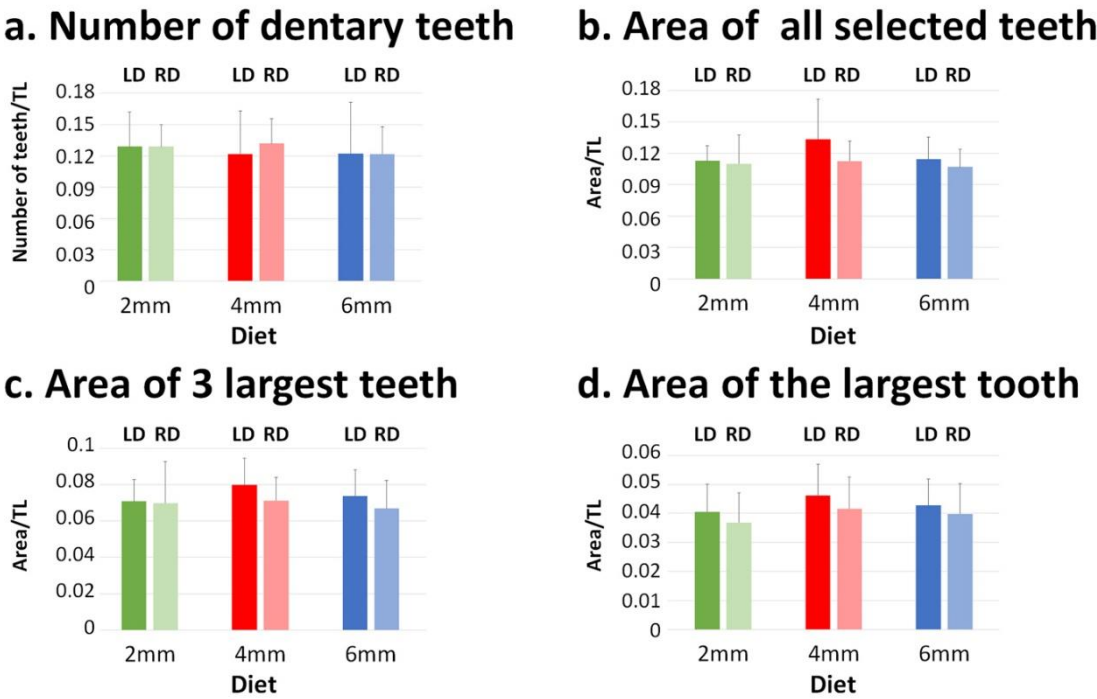 a. Number of dentary teeth
LD RD LD RD LD RD
Number of teeth/TL
0.18
0.15
0.12
0.09
0.06
0.03
0
2mm 4mm 6mm
Diet
b. Area of all selected teeth
LD RD LD RD LD RD
Area/TL
0.18
0.15
0.12
0.09
0.06
0.03
0
2mm 4mm 6mm
Diet
c. Area of 3 largest teeth
LD RD LD RD LD RD
Area/TL
0.1
0.08
0.06
0.04
0.02
0
2mm 4mm 6mm
Diet
d. Area of the largest tooth
LD RD LD RD LD RD
Area/TL
0.06
0.05
0.04
0.03
0.02
0.01
0
2mm 4mm 6mm
Diet